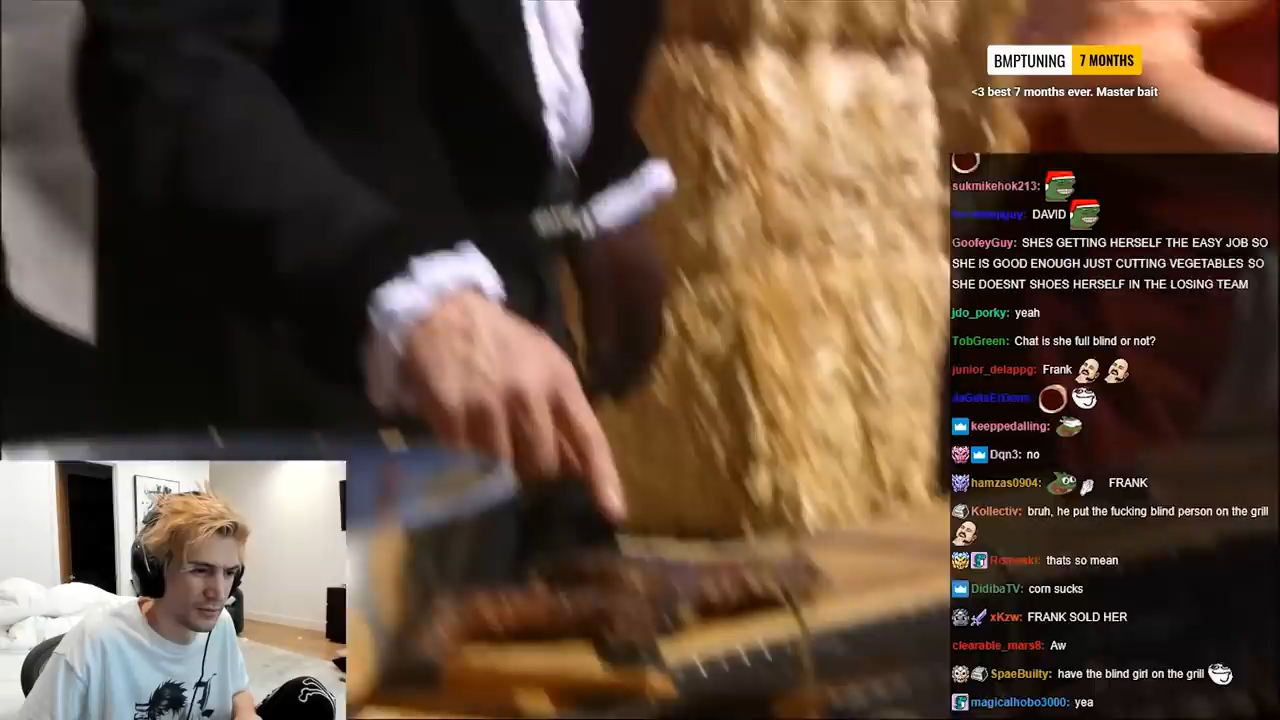 BMPTUNING 7 MONTHS
<3 best 7 months ever. Master bait
sukmikehok213:
DAVID
GoofeyGuy: SHES GETTING HERSELF THE EASY JOB SO
SHE IS GOOD ENOUGH JUST CUTTING VEGETABLES SO
SHE DOESNT SHOES HERSELF IN THE LOSING TEAM
jdo_porky: yeah
TobGreen: Chat is she full blind or not?
junior_delappg: Frank
keeppedalling:
Dqn3: no
hamzas0904: FRANK
Kollectiv: bruh, he put the fucking blind person on the grill
thats so mean
DidibaTV: corn sucks
xKzw: FRANK SOLD HER
clearable_mars8: Aw
SpaeBuilty: have the blind girl on the grill
magicalhobo3000: yea